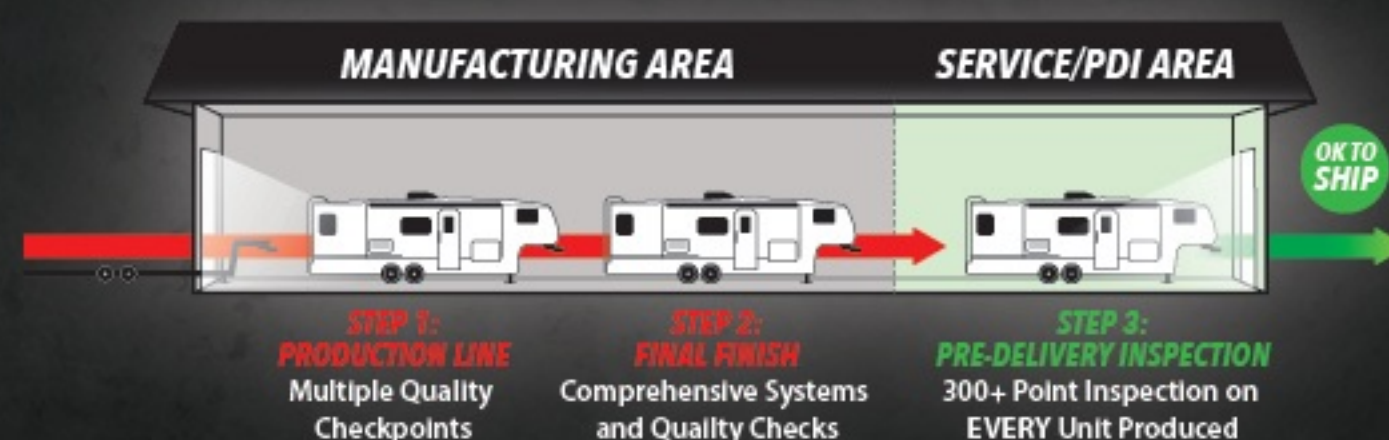 MANUFACTURING AREA
SERVICE/PDI AREA
OK TO
SHIP
STEP 1:
PRODUCTION LINE
Multiple Quality
Checkpoints
STEP 2:
FINAL FINISH
Comprehensive Systems
and Quailty Checks
STEP 3:
PRE-DELIVERY INSPECTION
300+ Point Inspection on
EVERY Unit Produced